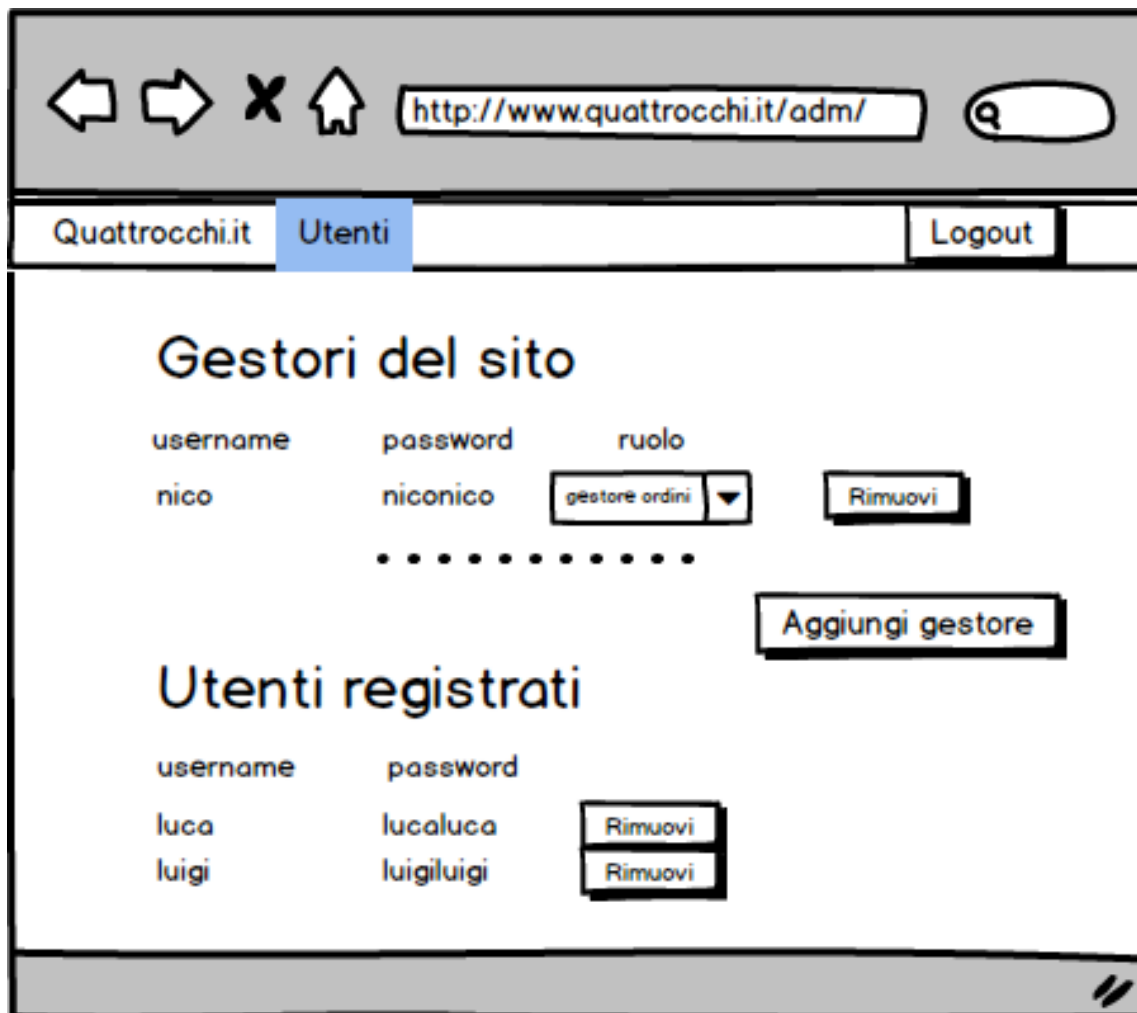 http://www.quattrocchi.it/adm/
Quattrocchi.it Utenti Logout
Gestori del sito
username password ruolo
nico niconico gestore ordini Rimuovi
Aggiungi gestore
Utenti registrati
username password
luca lucaluca Rimuovi
luigi luigiluigi Rimuovi